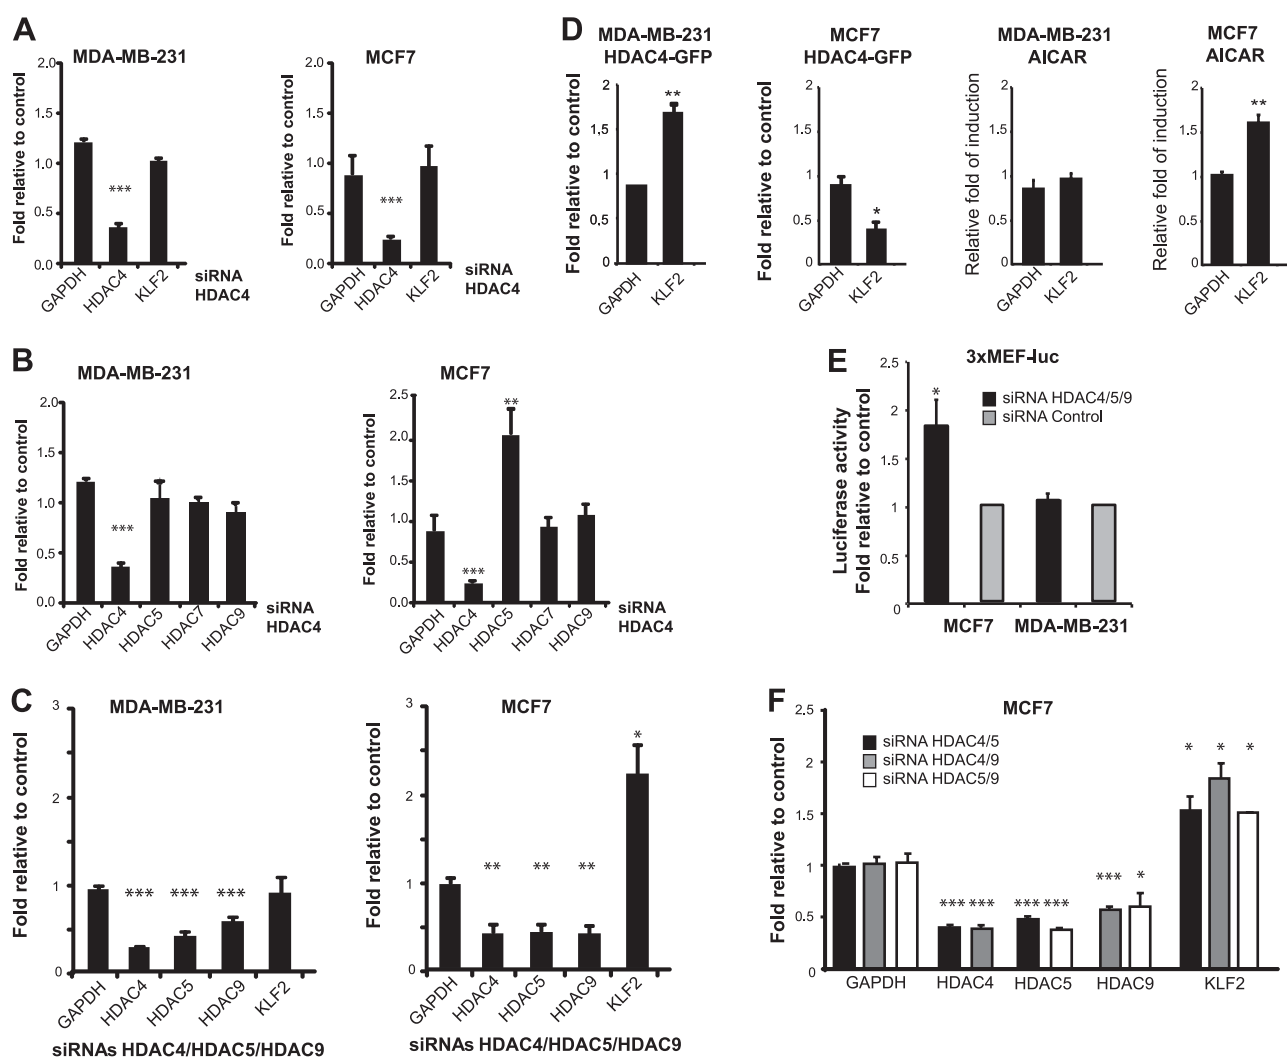 A
MDA-MB-231
Fold relative to control
2.0
1.5
1.0
0.5
0.0
***
GAPDH
HDAC4
KLF2
siRNA
HDAC4
MCF7
Fold relative to control
2.0
1.5
1.0
0.5
0.0
***
GAPDH
HDAC4
KLF2
siRNA
HDAC4
D
MDA-MB-231
HDAC4-GFP
Fold relative to control
2
1.5
1
0,5
0
**
GAPDH
KLF2
MCF7
HDAC4-GFP
Fold relative to control
2
1.5
1
0.5
0
*
GAPDH
KLF2
MDA-MB-231
AICAR
Relative fold of induction
2
1.5
1
0.5
0
GAPDH
KLF2
MCF7
AICAR
Relative fold of induction
2
1.5
1
0.5
0
**
GAPDH
KLF2
B
MDA-MB-231
Fold relative to control
2.0
1.5
1.0
0.5
0.0
***
GAPDH
HDAC4
HDAC5
HDAC7
HDAC9
siRNA
HDAC4
MCF7
Fold relative to control
2.5
2.0
1.5
1.0
0.5
0.0
***
**
GAPDH
HDAC4
HDAC5
HDAC7
HDAC9
siRNA
HDAC4
E
3xMEF-luc
Luciferase activity
Fold relative to control
2.5
2
1.5
1
0.5
0
*
siRNA HDAC4/5/9
siRNA Control
MCF7
MDA-MB-231
C
MDA-MB-231
Fold relative to control
3
2
1
0
***
***
***
GAPDH
HDAC4
HDAC5
HDAC9
KLF2
siRNAs HDAC4/HDAC5/HDAC9
MCF7
Fold relative to control
3
2
1
0
**
**
**
*
GAPDH
HDAC4
HDAC5
HDAC9
KLF2
siRNAs HDAC4/HDAC5/HDAC9
F
MCF7
Fold relative to control
2.5
2
1.5
1
0.5
0
siRNA HDAC4/5
siRNA HDAC4/9
siRNA HDAC5/9
*** ***
*** ***
*** *
* * *
GAPDH
HDAC4
HDAC5
HDAC9
KLF2